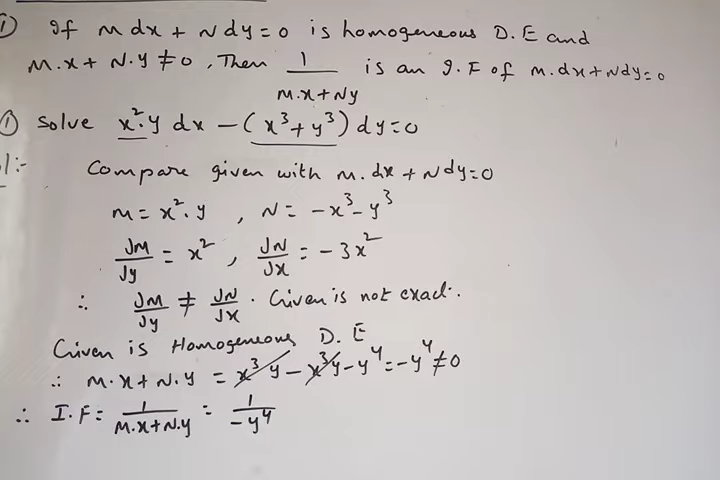 ① If M dx + N dy = 0 is homogeneous D.E and
M.x + N.y ≠ 0, Then 1/(M.x+Ny) is an I.F of M.dx+Ndy=0
① Solve x².y dx − (x³+y³) dy=0
Sol:- Compare given with M.dx + N dy=0
M = x².y , N = −x³−y³
∂M/∂y = x² , ∂N/∂x = −3x²
∴ ∂M/∂y ≠ ∂N/∂x . Given is not exact.
Given is Homogeneous D.E
∴ M.x + N.y = x³y − x³y − y⁴ = −y⁴ ≠ 0
∴ I.F = 1/(M.x+N.y) = 1/(−y⁴)